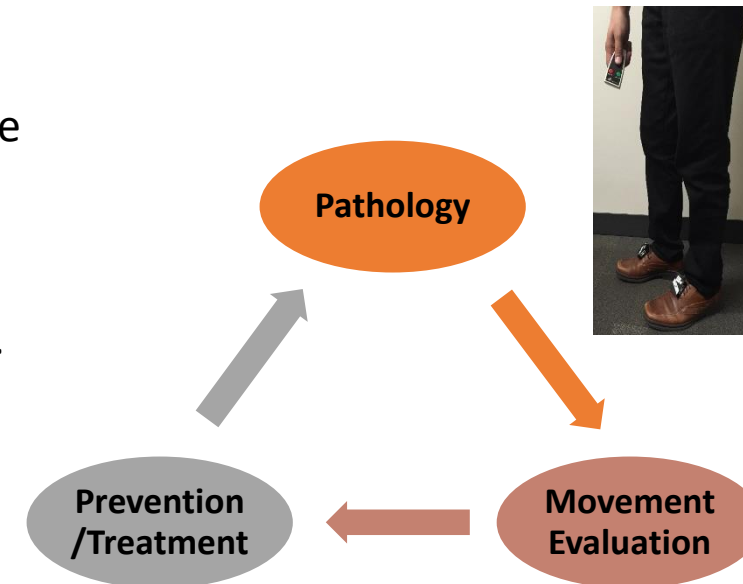 e
Pathology
.
Prevention
/Treatment
Movement
Evaluation